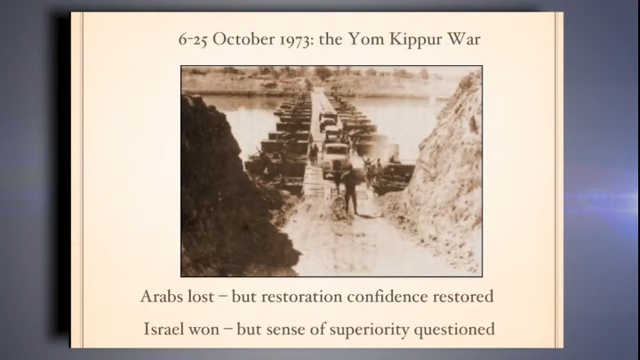 6-25 October 1973: the Yom Kippur War
Arabs lost – but restoration confidence restored
Israel won – but sense of superiority questioned